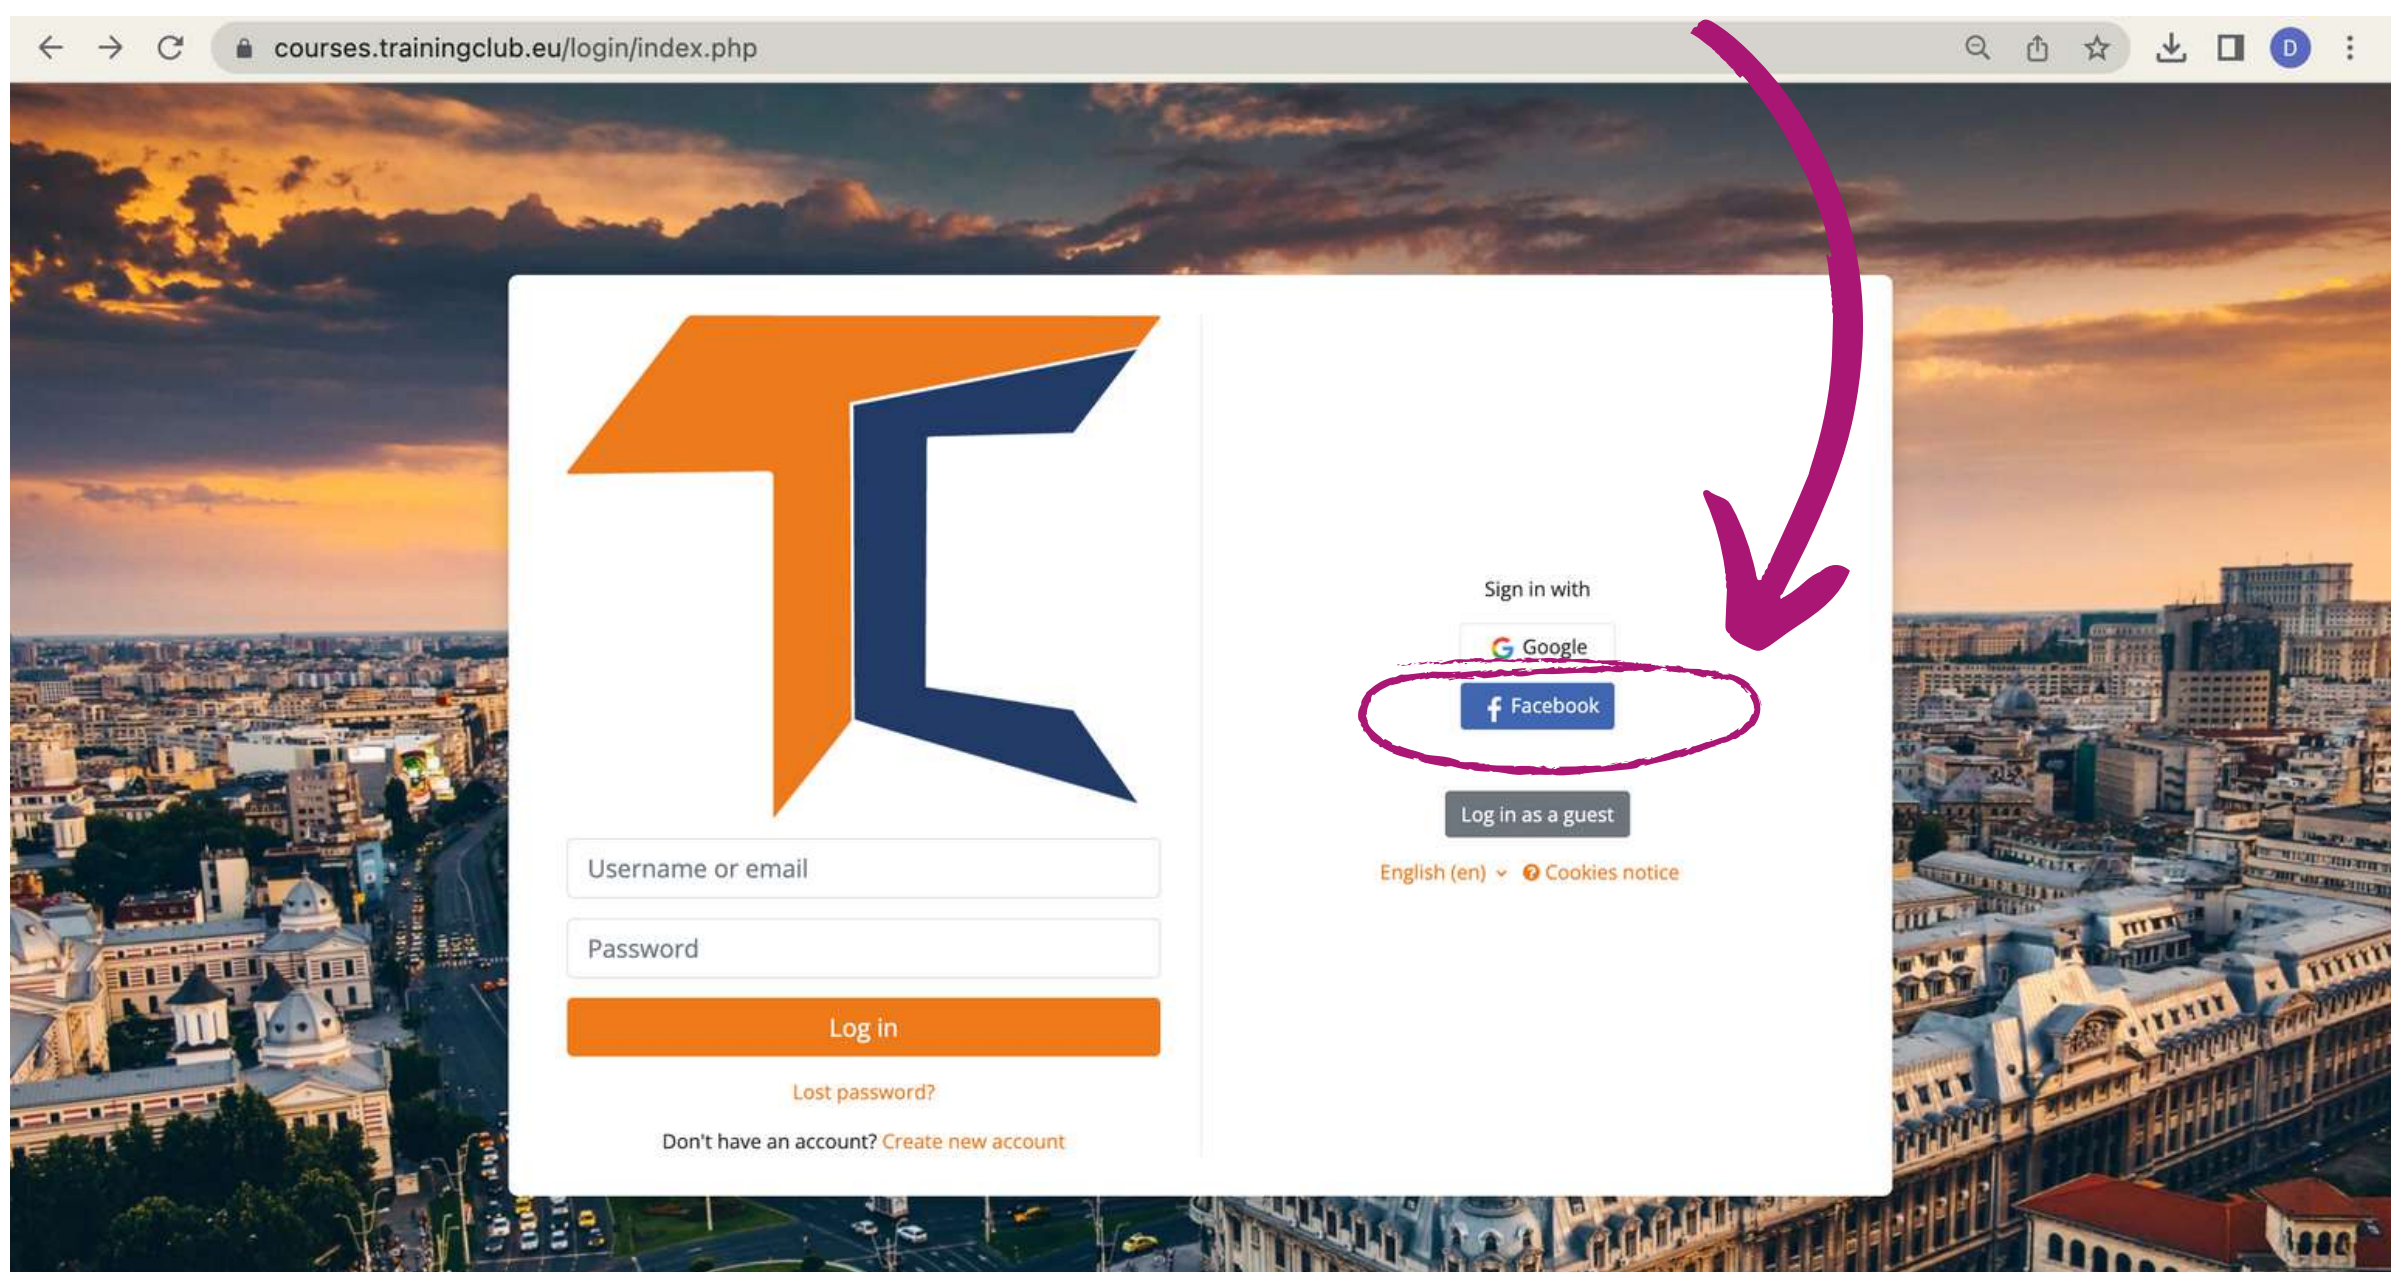 courses.trainingclub.eu/login/index.php
D
TC
Username or email
Password
Log in
Lost password?
Don't have an account? Create new account
Sign in with
Google
Facebook
Log in as a guest
English (en) Cookies notice